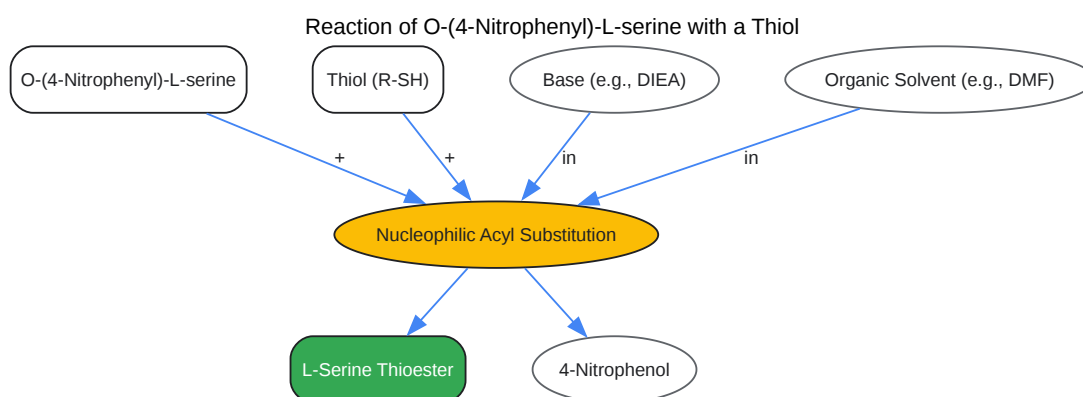 Reaction of O-(4-Nitrophenyl)-L-serine with a Thiol
O-(4-Nitrophenyl)-L-serine
Thiol (R-SH)
Base (e.g., DIEA)
Organic Solvent (e.g., DMF)
+
+
in
in
Nucleophilic Acyl Substitution
L-Serine Thioester
4-Nitrophenol